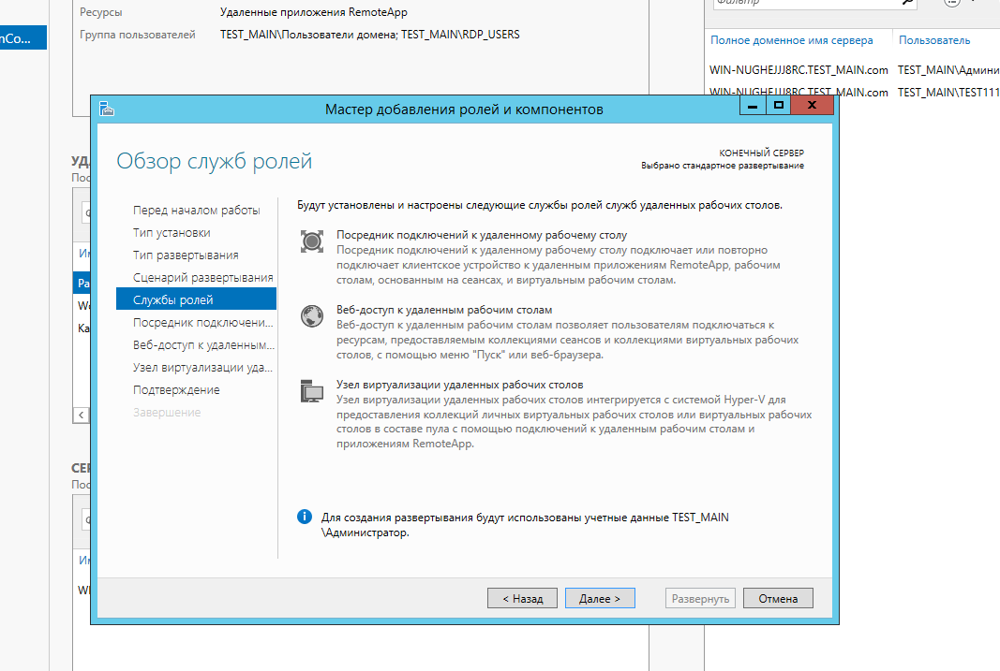 Ресурсы
Удаленные приложения RemoteApp
Группа пользователей
TEST_MAIN\Пользователи домена; TEST_MAIN\RDP_USERS
Фильтр
Полное доменное имя сервера
Пользователь
WIN-NUGHEJJJ8RC.TEST_MAIN.com
TEST_MAIN\Админи
WIN-NUGHEJJJ8RC.TEST_MAIN.com
TEST_MAIN\TEST111
Мастер добавления ролей и компонентов
Обзор служб ролей
КОНЕЧНЫЙ СЕРВЕР
Выбрано стандартное развертывание
Перед началом работы
Тип установки
Тип развертывания
Сценарий развертывания
Службы ролей
Посредник подключени...
Веб-доступ к удаленным...
Узел виртуализации уда...
Подтверждение
Завершение
Будут установлены и настроены следующие службы ролей служб удаленных рабочих столов.
Посредник подключений к удаленному рабочему столу
Посредник подключений к удаленному рабочему столу подключает или повторно
подключает клиентское устройство к удаленным приложениям RemoteApp, рабочим
столам, основанным на сеансах, и виртуальным рабочим столам.
Веб-доступ к удаленным рабочим столам
Веб-доступ к удаленным рабочим столам позволяет пользователям подключаться к
ресурсам, предоставляемым коллекциями сеансов и коллекциями виртуальных рабочих
столов, с помощью меню "Пуск" или веб-браузера.
Узел виртуализации удаленных рабочих столов
Узел виртуализации удаленных рабочих столов интегрируется с системой Hyper-V для
предоставления коллекций личных виртуальных рабочих столов или виртуальных рабочих
столов в составе пула с помощью подключений к удаленным рабочим столам и
приложениям RemoteApp.
Для создания развертывания будут использованы учетные данные TEST_MAIN
\Администратор.
< Назад
Далее >
Развернуть
Отмена